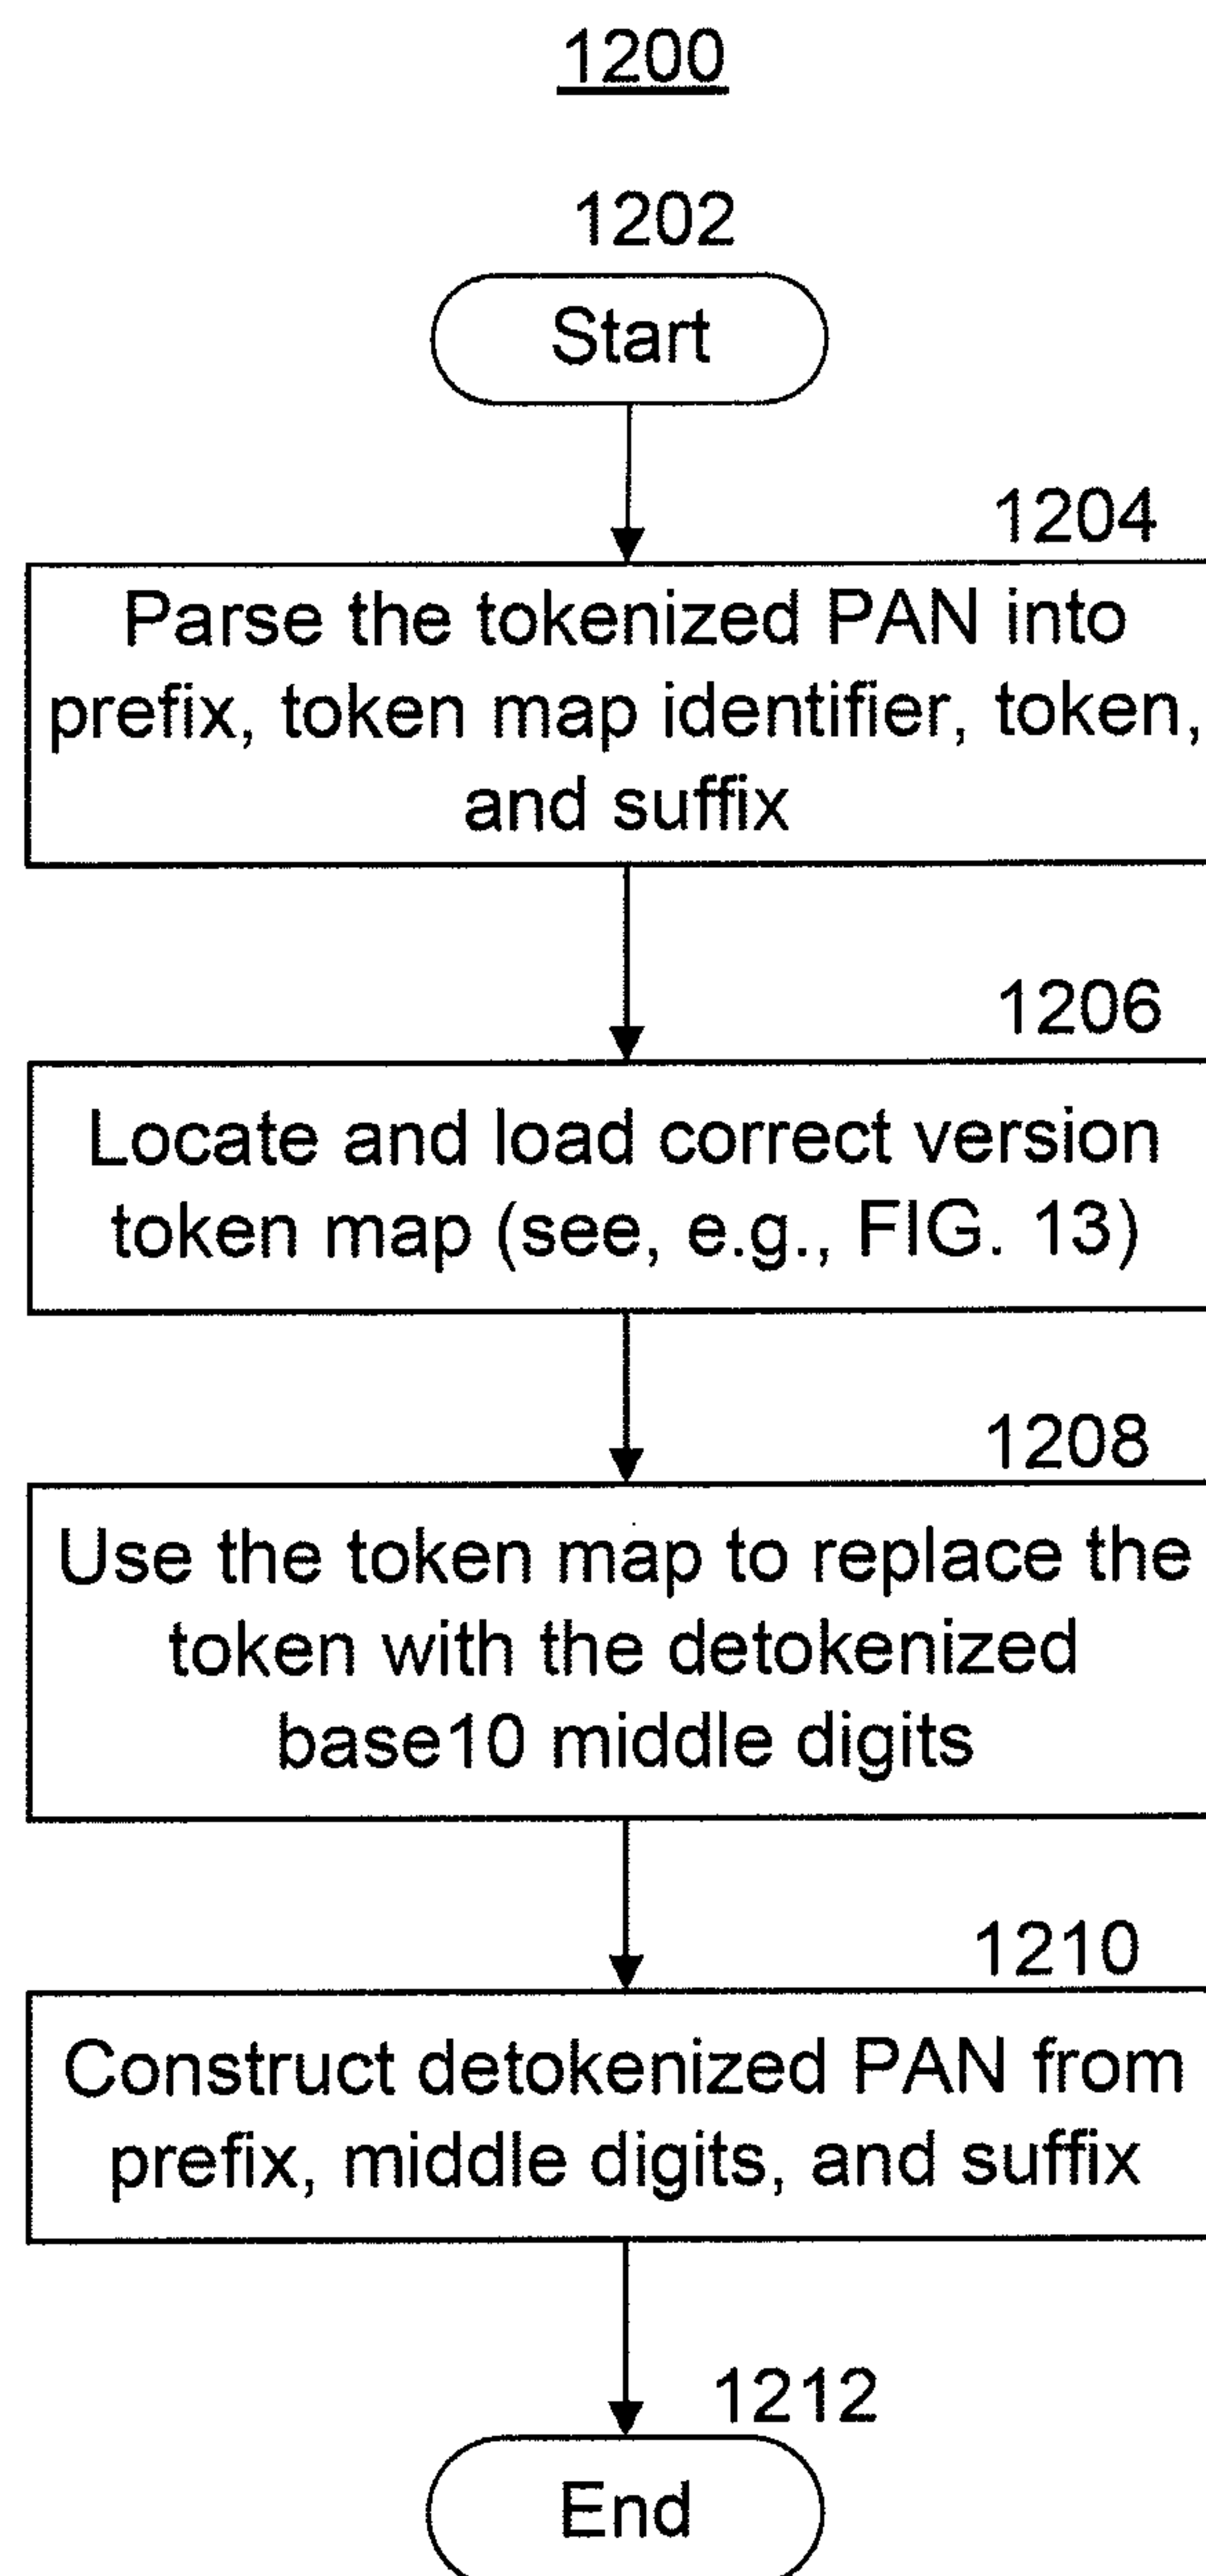 1200
1202
Start
1204
Parse the tokenized PAN into
prefix, token map identifier, token,
and suffix
1206
Locate and load correct version
token map (see, e.g., FIG. 13)
1208
Use the token map to replace the
token with the detokenized
base10 middle digits
1210
Construct detokenized PAN from
prefix, middle digits, and suffix
1212
End